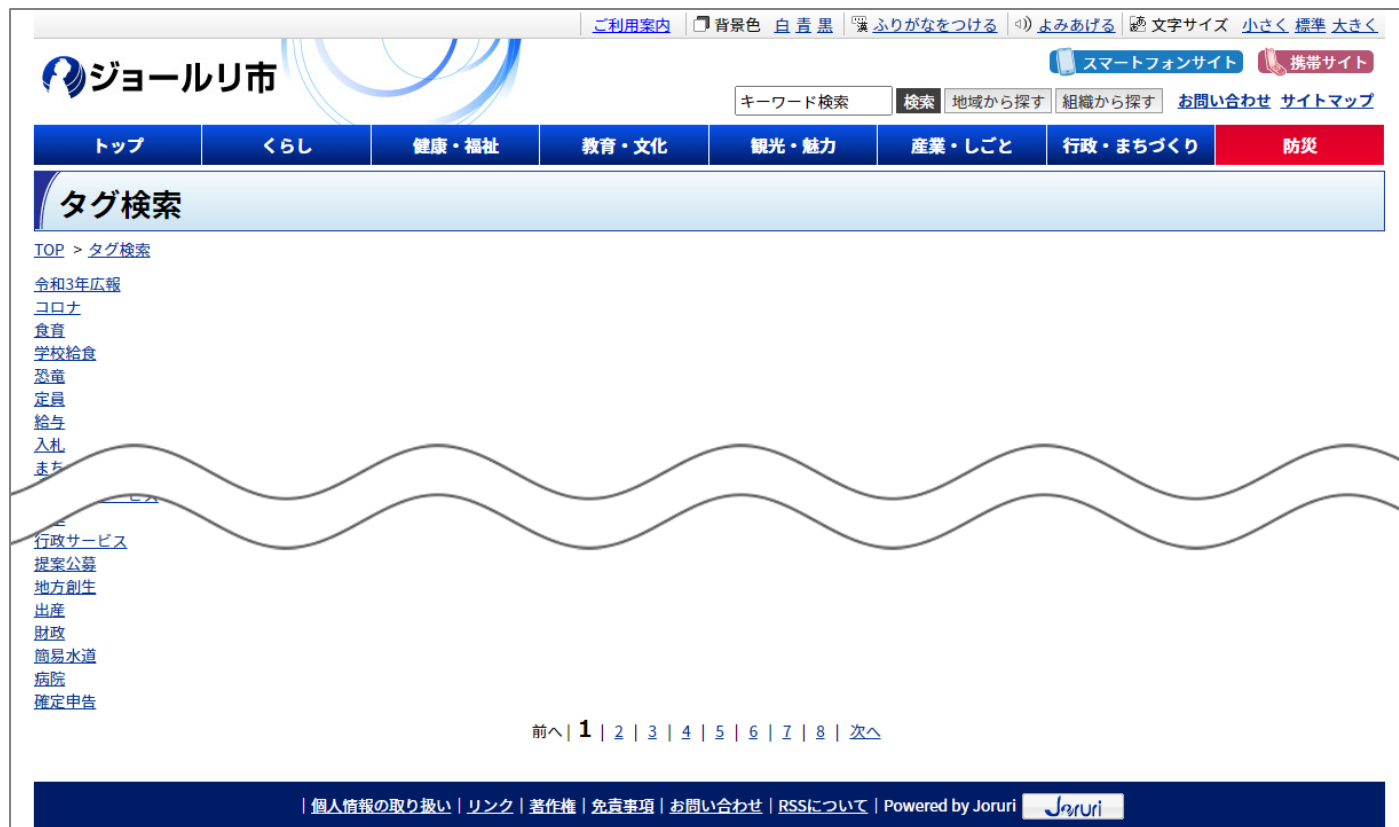 ご利用案内 背景色 白 青 黒 ふりがなをつける よみあげる 文字サイズ 小さく 標準 大きく
ジョールリ市
スマートフォンサイト 携帯サイト
キーワード検索 検索 地域から探す 組織から探す お問い合わせ サイトマップ
トップ くらし 健康・福祉 教育・文化 観光・魅力 産業・しごと 行政・まちづくり 防災
タグ検索
TOP > タグ検索
令和3年広報
コロナ
食育
学校給食
恐竜
定員
給与
入札
まち
ービス
行政サービス
提案公募
地方創生
出産
財政
簡易水道
病院
確定申告
前へ| 1 | 2 | 3 | 4 | 5 | 6 | 7 | 8 | 次へ
| 個人情報の取り扱い | リンク | 著作権 | 免責事項 | お問い合わせ | RSSについて | Powered by Joruri Joruri